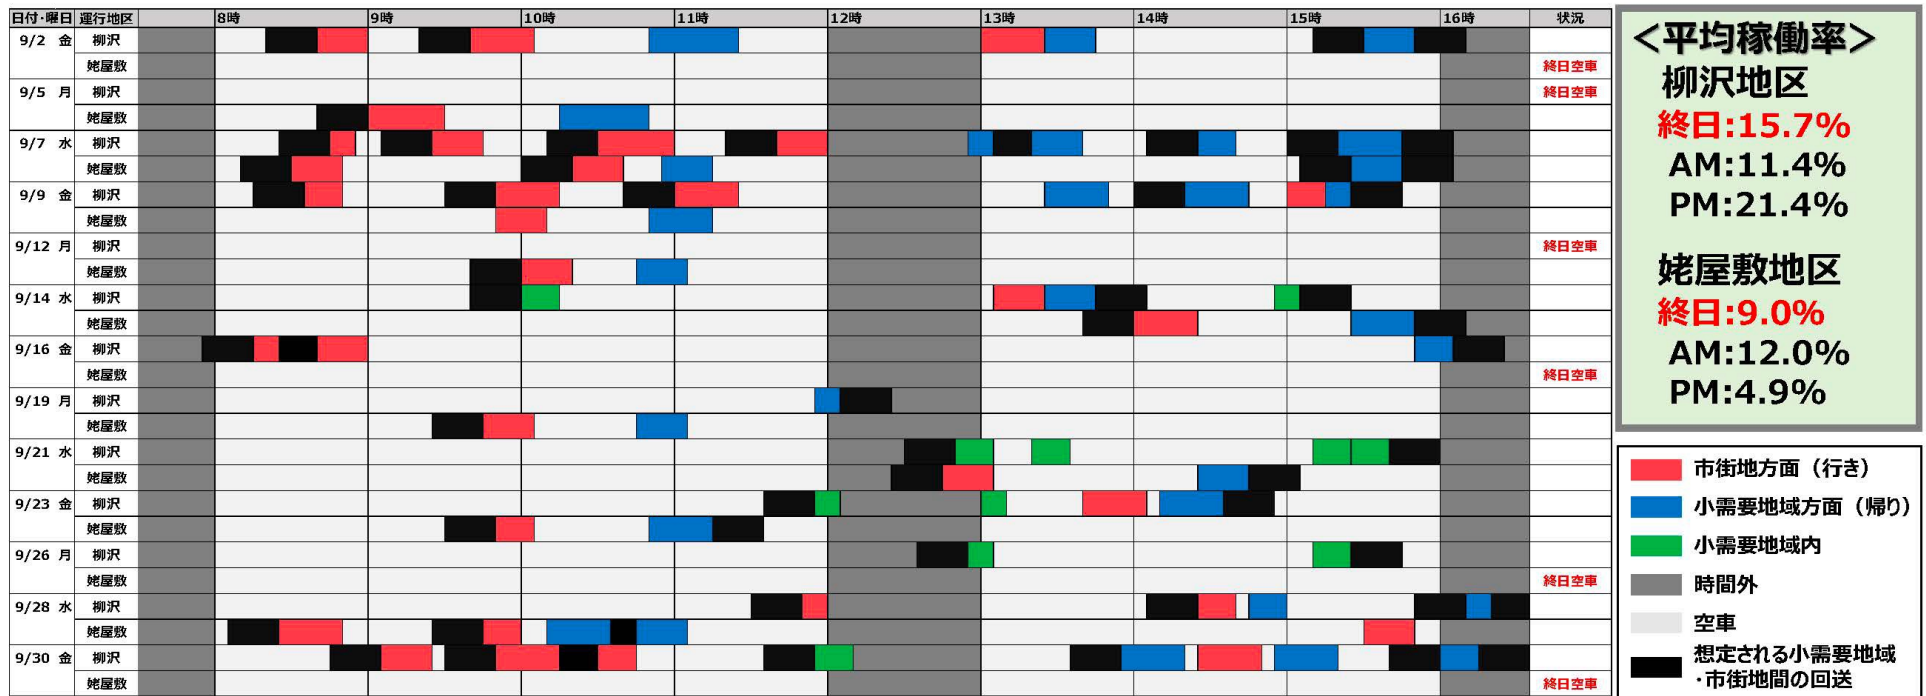 日付・曜日 運行地区 8時 9時 10時 11時 12時 13時 14時 15時 16時 状況
9/2 金 柳沢
姥屋敷 終日空車
9/5 月 柳沢 終日空車
姥屋敷
9/7 水 柳沢
姥屋敷
9/9 金 柳沢
姥屋敷
9/12 月 柳沢 終日空車
姥屋敷
9/14 水 柳沢
姥屋敷
9/16 金 柳沢
姥屋敷 終日空車
9/19 月 柳沢
姥屋敷
9/21 水 柳沢
姥屋敷
9/23 金 柳沢
姥屋敷
9/26 月 柳沢
姥屋敷 終日空車
9/28 水 柳沢
姥屋敷
9/30 金 柳沢
姥屋敷 終日空車
＜平均稼働率＞
柳沢地区
終日:15.7%
AM:11.4%
PM:21.4%
姥屋敷地区
終日:9.0%
AM:12.0%
PM:4.9%
市街地方面（行き）
小需要地域方面（帰り）
小需要地域内
時間外
空車
想定される小需要地域
・市街地間の回送